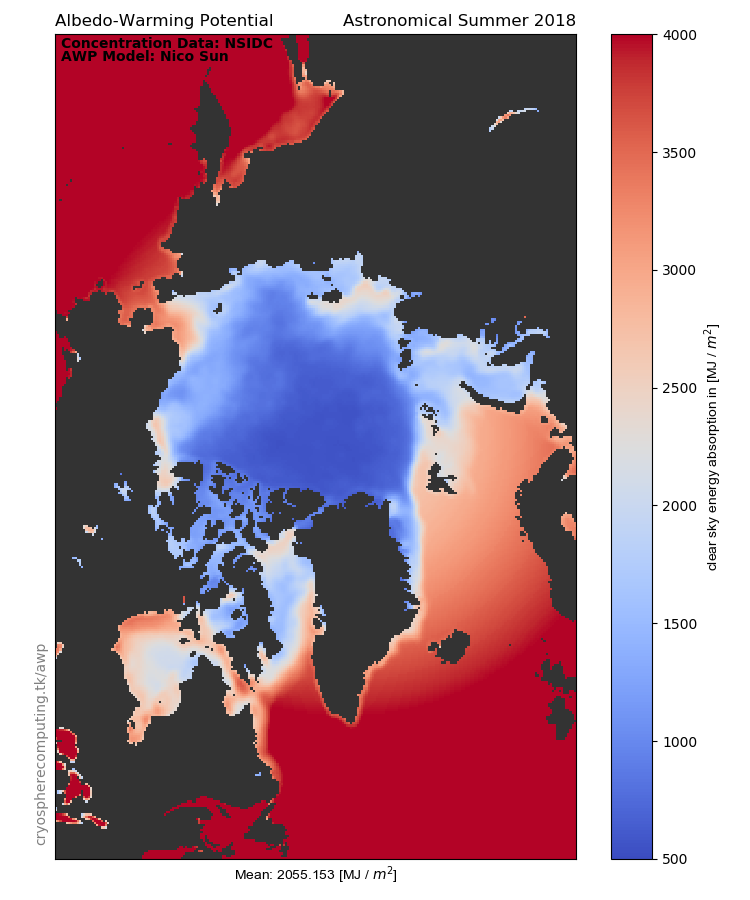 Albedo-Warming Potential
Astronomical Summer 2018
Concentration Data: NSIDC
AWP Model: Nico Sun
4000
3500
3000
2500
2000
1500
1000
500
clear sky energy absorption in [MJ / m²]
cryospherecomputing.tk/awp
Mean: 2055.153 [MJ / m²]